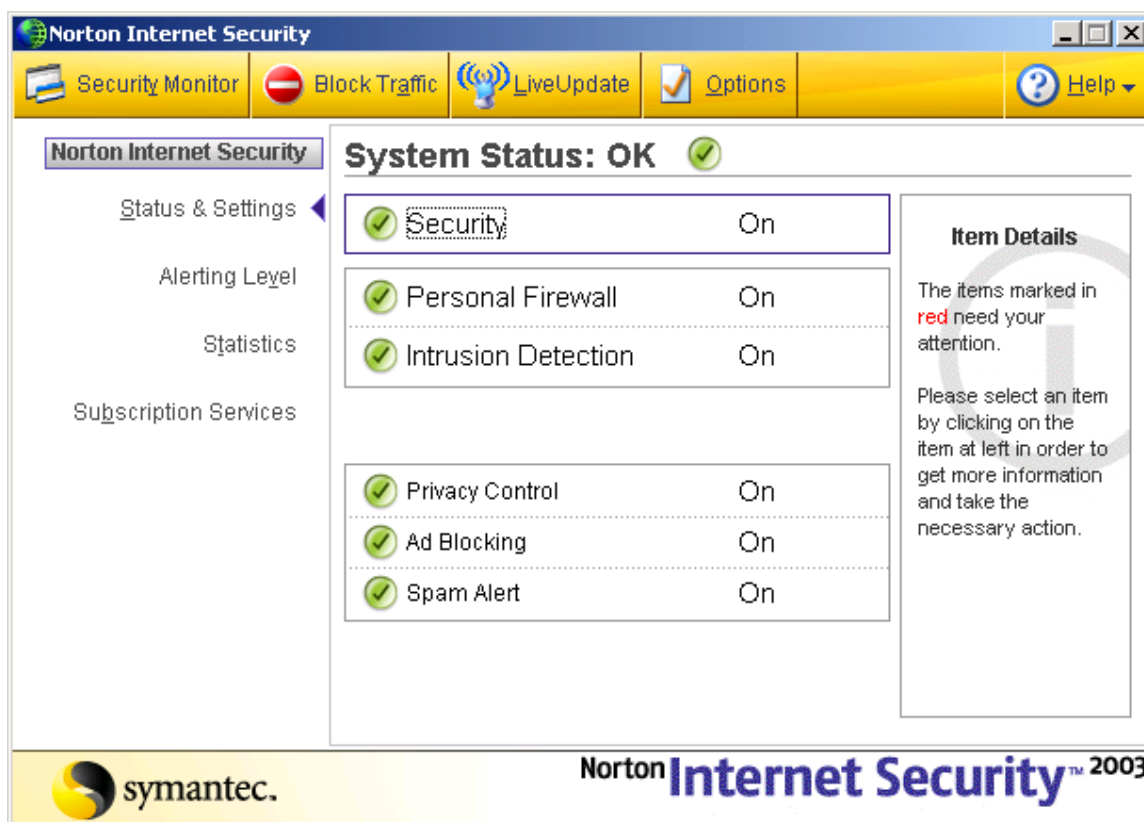 Norton Internet Security
Security Monitor Block Traffic LiveUpdate Options Help
Norton Internet Security
Status & Settings
Alerting Level
Statistics
Subscription Services
System Status: OK
Security On
Personal Firewall On
Intrusion Detection On
Privacy Control On
Ad Blocking On
Spam Alert On
Item Details
The items marked in
red need your
attention.
Please select an item
by clicking on the
item at left in order to
get more information
and take the
necessary action.
symantec.
Norton Internet Security™ 2003